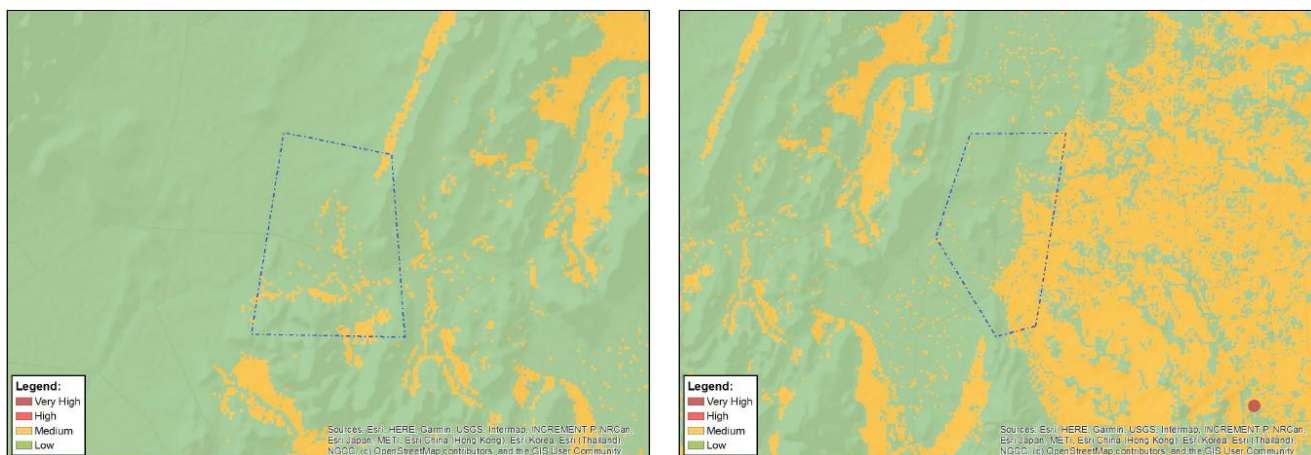 Legend:
Very High
High
Medium
Low
Sources: Esri, HERE, Garmin, USGS, Intermap, INCREMENT P, NRCan,
Esri Japan, METI, Esri China (Hong Kong), Esri Korea, Esri (Thailand),
NGCC, (c) OpenStreetMap contributors, and the GIS User Community
Legend:
Very High
High
Medium
Low
Sources: Esri, HERE, Garmin, USGS, Intermap, INCREMENT P, NRCan,
Esri Japan, METI, Esri China (Hong Kong), Esri Korea, Esri (Thailand),
NGCC, (c) OpenStreetMap contributors, and the GIS User Community